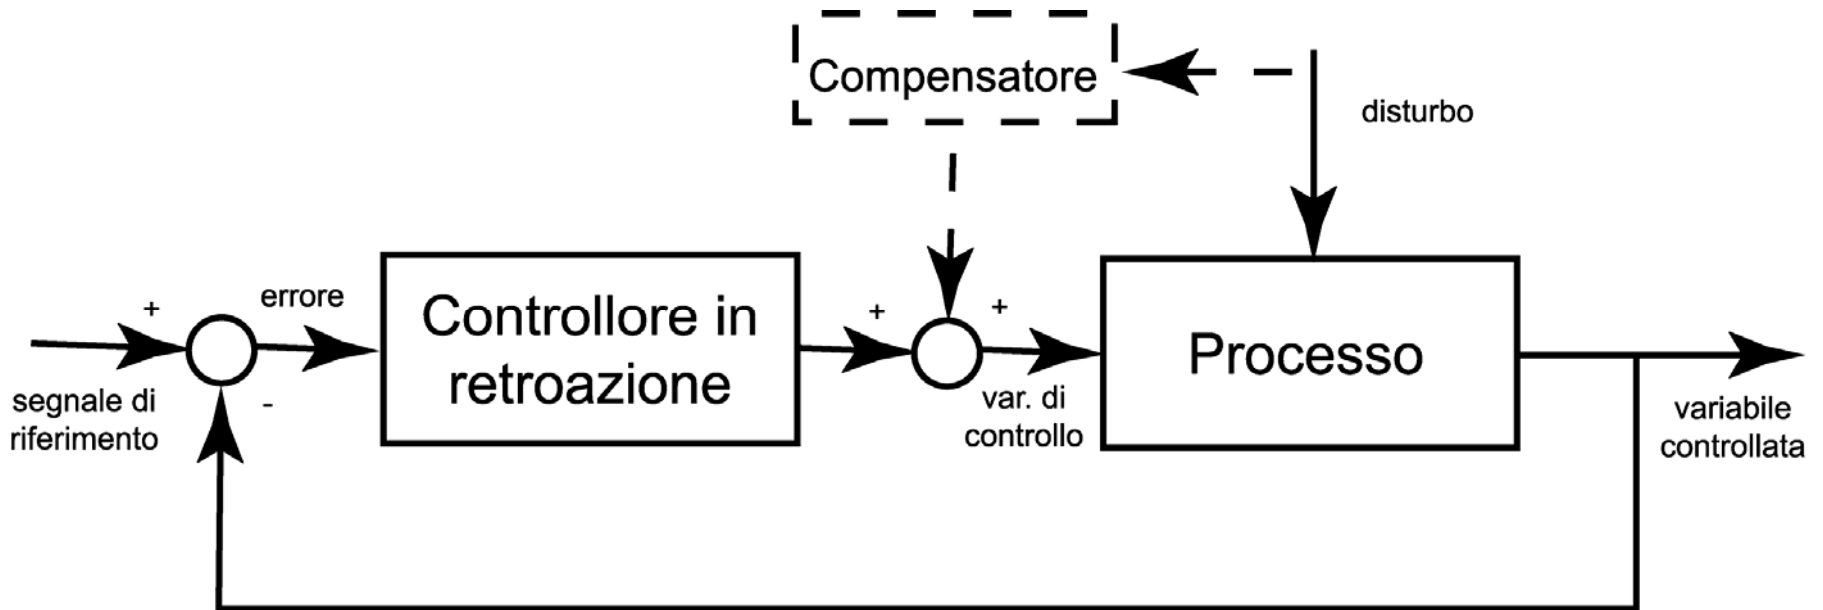 Compensatore
disturbo
+
errore
Controllore in
retroazione
+
+
Processo
segnale di
riferimento
-
var. di
controllo
variabile
controllata